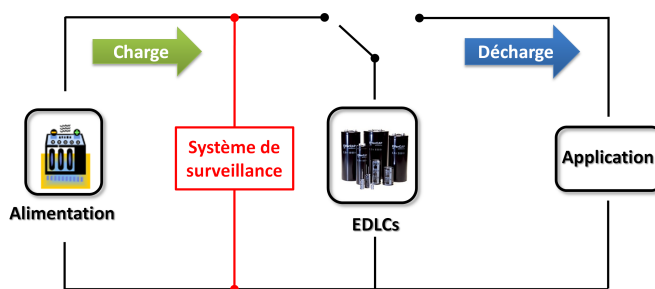 Charge
Décharge
Système de
surveillance
Application
Alimentation
EDLCs